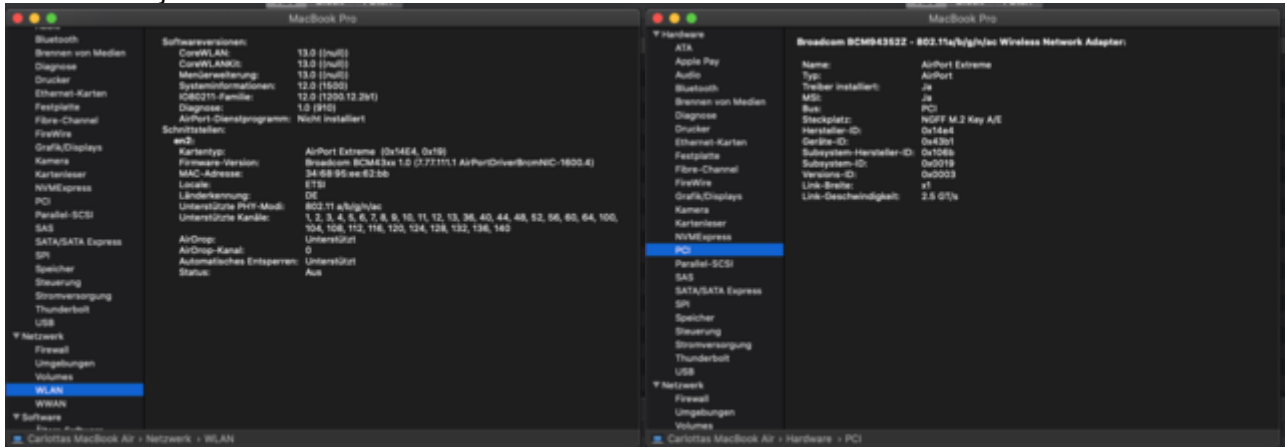 MacBook Pro
Bluetooth
Brennen von Medien
Diagnose
Drucker
Ethernet-Karten
Festplatte
Fibre-Channel
FireWire
Grafik/Displays
Kamera
Kartenleser
NVMExpress
PCI
Parallel-SCSI
SAS
SATA/SATA Express
SPI
Speicher
Steuerung
Stromversorgung
Thunderbolt
USB
Netzwerk
Firewall
Umgebungen
Volumes
WLAN
WWAN
Software
Softwareversionen:
CoreWLAN: 13.0 ((null))
CoreWLANKit: 13.0 ((null))
Menüerweiterung: 13.0 ((null))
Systeminformationen: 12.0 (1500)
IO80211-Familie: 12.0 (1200.12.2b1)
Diagnose: 1.0 (910)
AirPort-Dienstprogramm: Nicht installiert
Schnittstellen:
en2:
Kartentyp: AirPort Extreme (0x14E4, 0x19)
Firmware-Version: Broadcom BCM43xx 1.0 (7.77.111.1 AirPortDriverBrcmNIC-1600.4)
MAC-Adresse: 34:68:95:ee:62:bb
Locale: ETSI
Länderkennung: DE
Unterstützte PHY-Modi: 802.11 a/b/g/n/ac
Unterstützte Kanäle: 1, 2, 3, 4, 5, 6, 7, 8, 9, 10, 11, 12, 13, 36, 40, 44, 48, 52, 56, 60, 64, 100,
104, 108, 112, 116, 120, 124, 128, 132, 136, 140
AirDrop: Unterstützt
AirDrop-Kanal: 0
Automatisches Entsperren: Unterstützt
Status: Aus
Carlottas MacBook Air › Netzwerk › WLAN
MacBook Pro
Hardware
ATA
Apple Pay
Audio
Bluetooth
Brennen von Medien
Diagnose
Drucker
Ethernet-Karten
Festplatte
Fibre-Channel
FireWire
Grafik/Displays
Kamera
Kartenleser
NVMExpress
PCI
Parallel-SCSI
SAS
SATA/SATA Express
SPI
Speicher
Steuerung
Stromversorgung
Thunderbolt
USB
Netzwerk
Firewall
Umgebungen
Volumes
Broadcom BCM94352Z - 802.11a/b/g/n/ac Wireless Network Adapter:
Name: AirPort Extreme
Typ: AirPort
Treiber installiert: Ja
MSI: Ja
Bus: PCI
Steckplatz: NGFF M.2 Key A/E
Hersteller-ID: 0x14e4
Geräte-ID: 0x43b1
Subsystem-Hersteller-ID: 0x106b
Subsystem-ID: 0x0019
Versions-ID: 0x0003
Link-Breite: x1
Link-Geschwindigkeit: 2.5 GT/s
Carlottas MacBook Air › Hardware › PCI